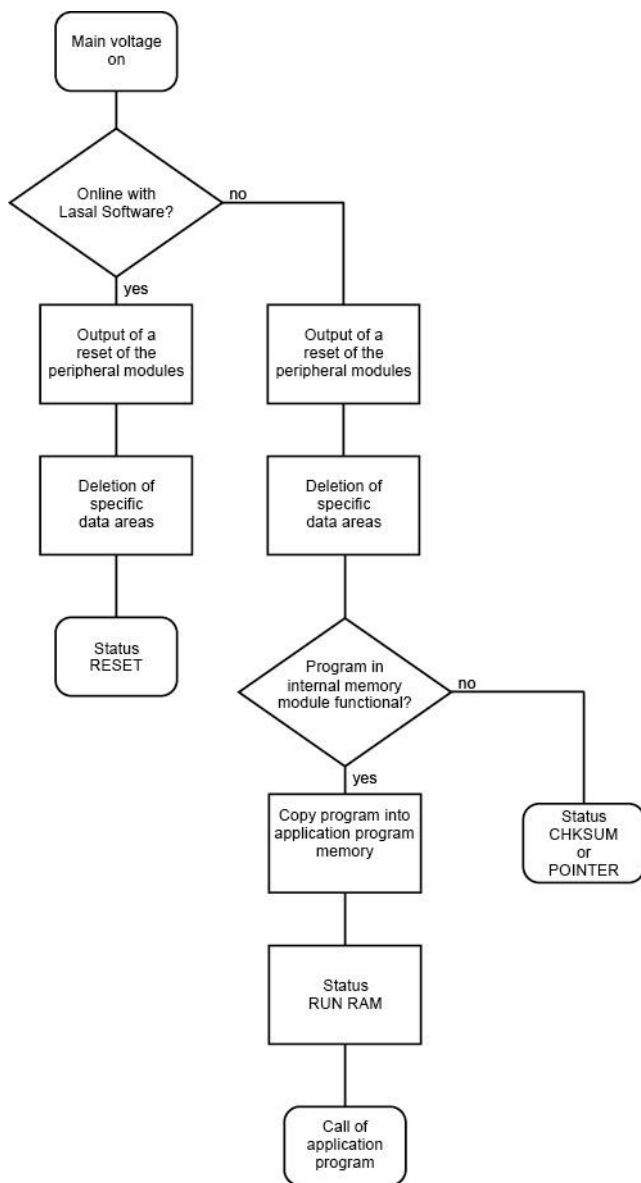 Main voltage
on
Online with
Lasal Software?
no
yes
Output of a
reset of the
peripheral modules
Output of a
reset of the
peripheral modules
Deletion of
specific
data areas
Deletion of
specific
data areas
Status
RESET
Program in
internal memory
module functional?
no
yes
Copy program into
application program
memory
Status
CHKSUM
or
POINTER
Status
RUN RAM
Call of
application
program